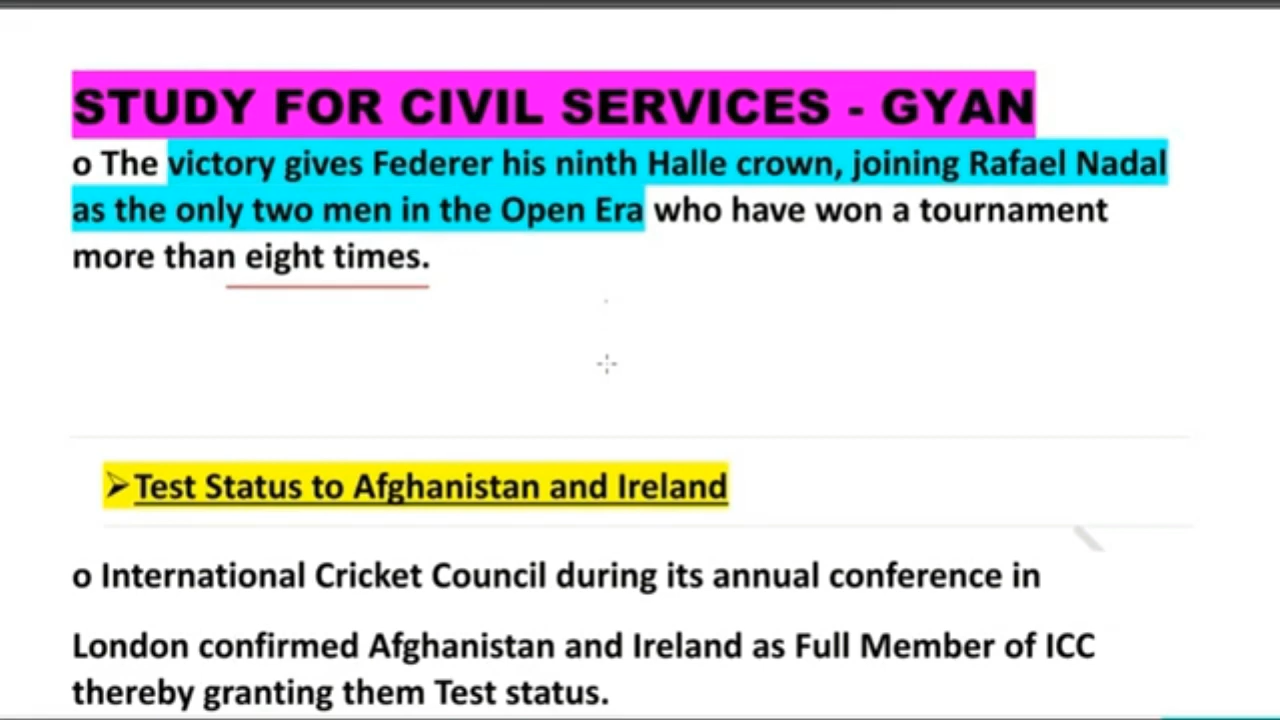 STUDY FOR CIVIL SERVICES - GYAN
o The victory gives Federer his ninth Halle crown, joining Rafael Nadal
as the only two men in the Open Era who have won a tournament
more than eight times.
➢Test Status to Afghanistan and Ireland
o International Cricket Council during its annual conference in
London confirmed Afghanistan and Ireland as Full Member of ICC
thereby granting them Test status.